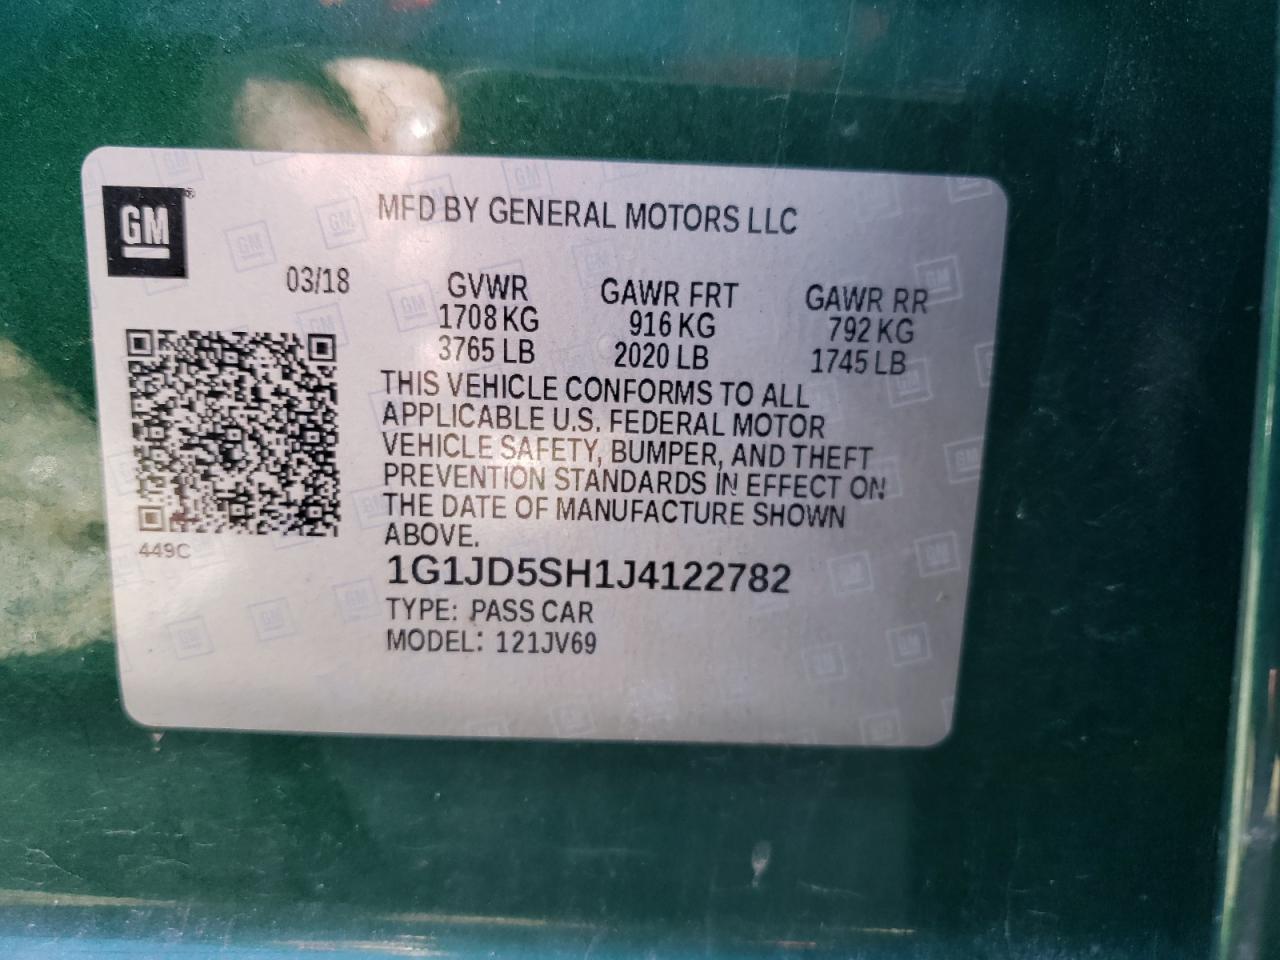 GM
MFD BY GENERAL MOTORS LLC
03/18
GVWR GAWR FRT GAWR RR
1708 KG 916 KG 792 KG
3765 LB 2020 LB 1745 LB
THIS VEHICLE CONFORMS TO ALL
APPLICABLE U.S. FEDERAL MOTOR
VEHICLE SAFETY, BUMPER, AND THEFT
PREVENTION STANDARDS IN EFFECT ON
THE DATE OF MANUFACTURE SHOWN
ABOVE.
449C
1G1JD5SH1J4122782
TYPE: PASS CAR
MODEL: 121JV69